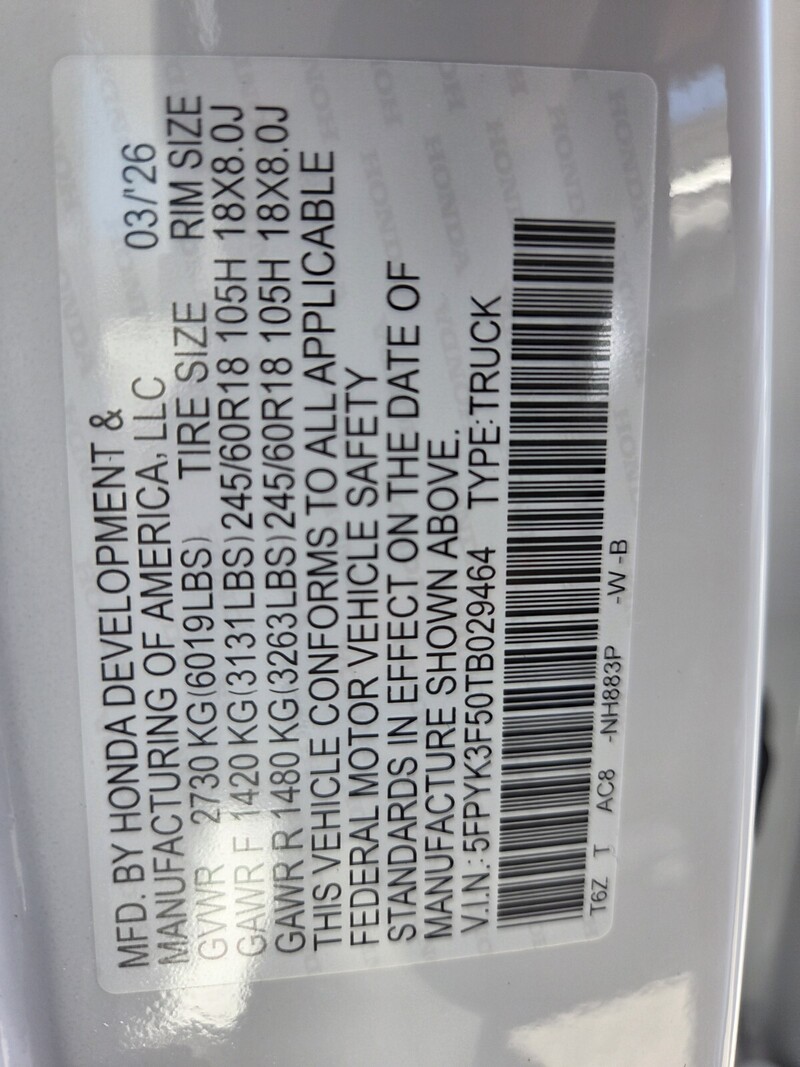 MFD. BY HONDA DEVELOPMENT &
MANUFACTURING OF AMERICA, LLC 03/'26
GVWR 2730 KG(6019LBS) TIRE SIZE RIM SIZE
GAWR F 1420 KG(3131LBS) 245/60R18 105H 18X8.0J
GAWR R 1480 KG(3263LBS) 245/60R18 105H 18X8.0J
THIS VEHICLE CONFORMS TO ALL APPLICABLE
FEDERAL MOTOR VEHICLE SAFETY
STANDARDS IN EFFECT ON THE DATE OF
MANUFACTURE SHOWN ABOVE.
V.I.N.: 5FPYK3F50TB029464 TYPE: TRUCK
T6Z T AC8 -NH883P -W -B